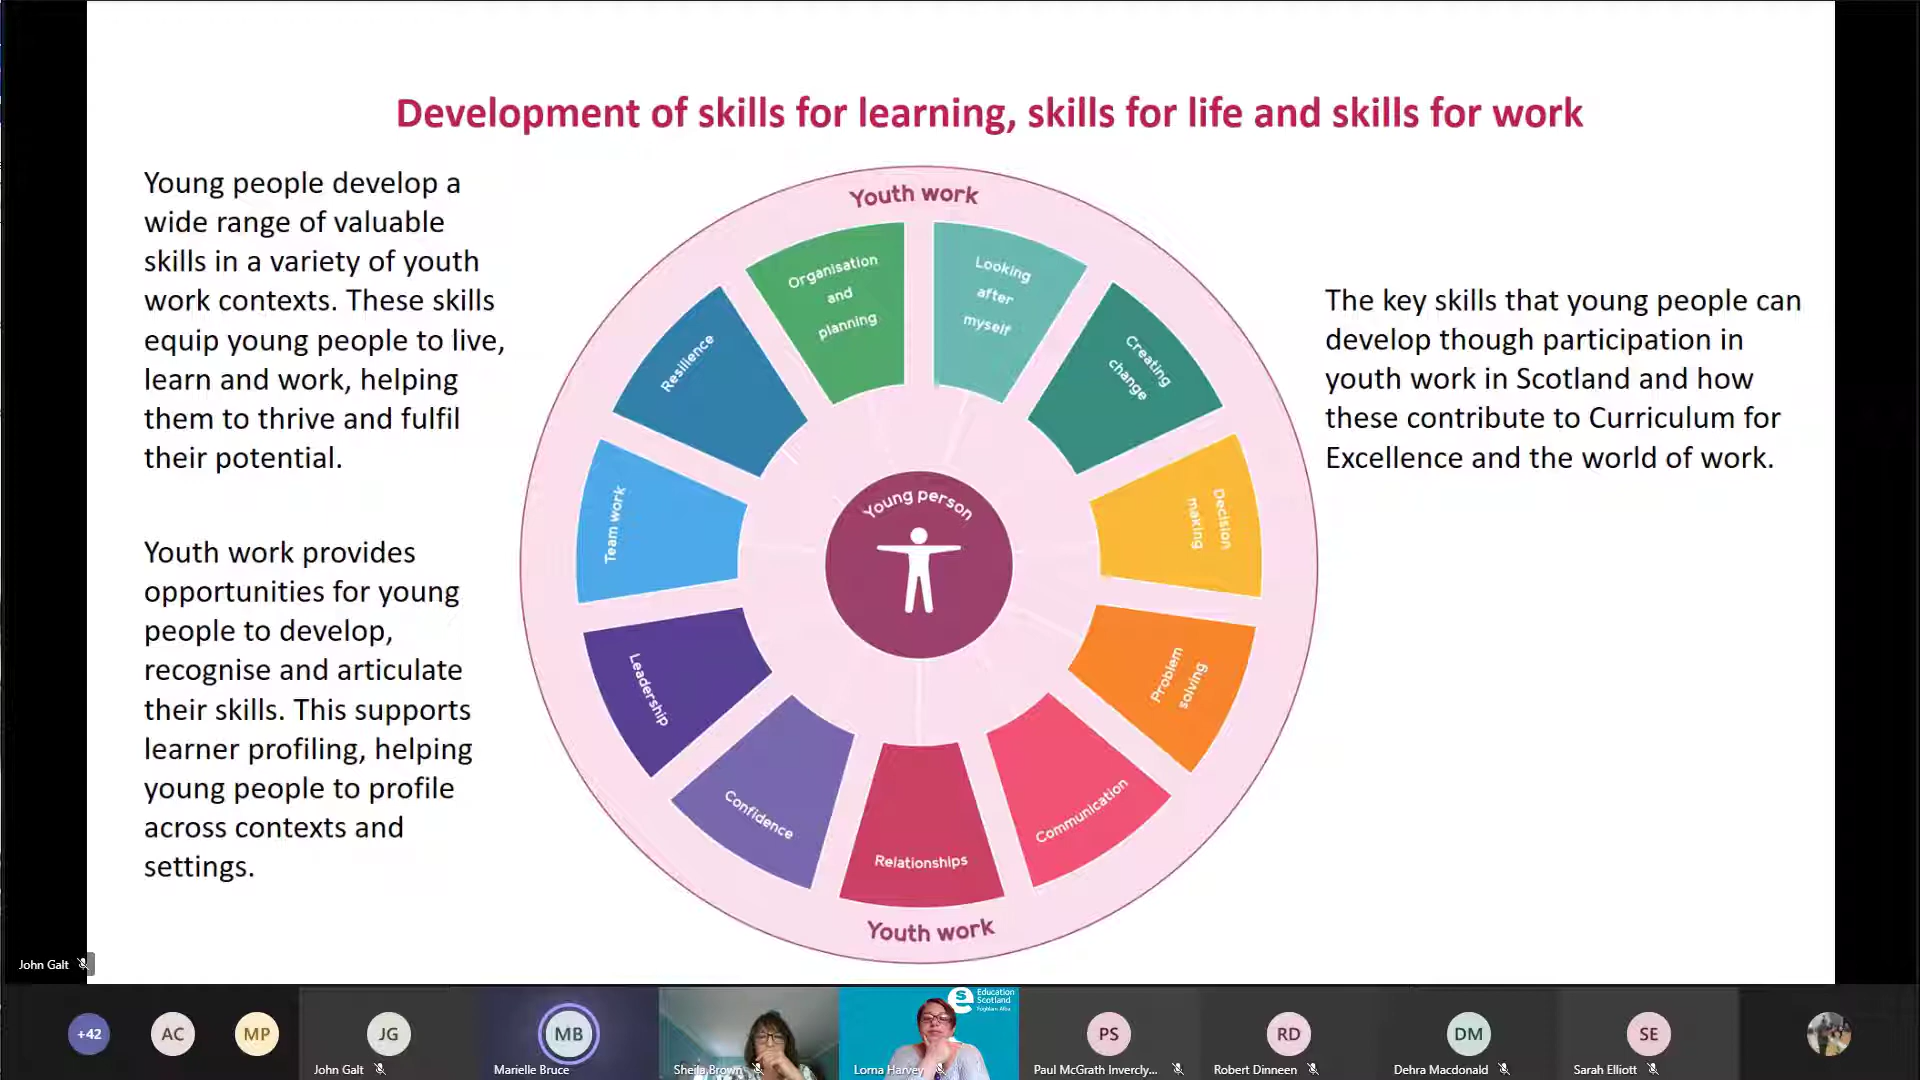 Development of skills for learning, skills for life and skills for work
Young people develop a
wide range of valuable
skills in a variety of youth
work contexts. These skills
equip young people to live,
learn and work, helping
them to thrive and fulfil
their potential.
Youth work provides
opportunities for young
people to develop,
recognise and articulate
their skills. This supports
learner profiling, helping
young people to profile
across contexts and
settings.
Youth work
Organisation
and
planning
Looking
after
myself
Creating
change
Decision
making
Problem
solving
Communication
Relationships
Confidence
Leadership
Team work
Resilience
Young person
Youth work
The key skills that young people can
develop though participation in
youth work in Scotland and how
these contribute to Curriculum for
Excellence and the world of work.
John Galt
+42
AC
MP
JG
John Galt
MB
Marielle Bruce
Sheila Brown
Education
Scotland
Foghlam Alba
Lorna Harvey
PS
Paul McGrath Invercly...
RD
Robert Dinneen
DM
Dehra Macdonald
SE
Sarah Elliott